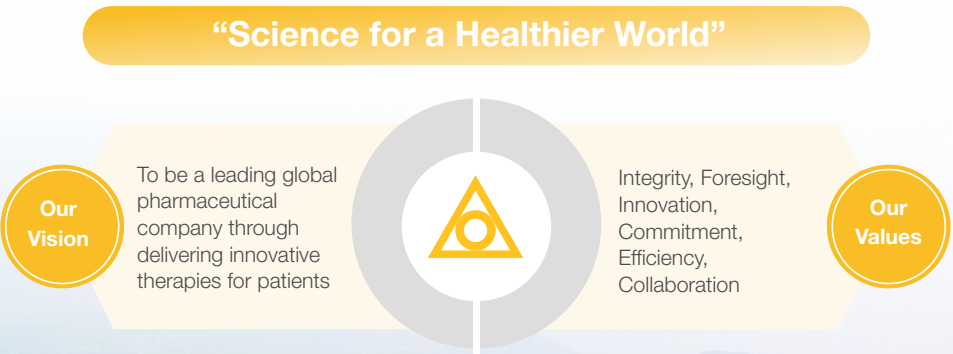 “Science for a Healthier World”
Our
Vision
To be a leading global
pharmaceutical
company through
delivering innovative
therapies for patients
Integrity, Foresight,
Innovation,
Commitment,
Efficiency,
Collaboration
Our
Values